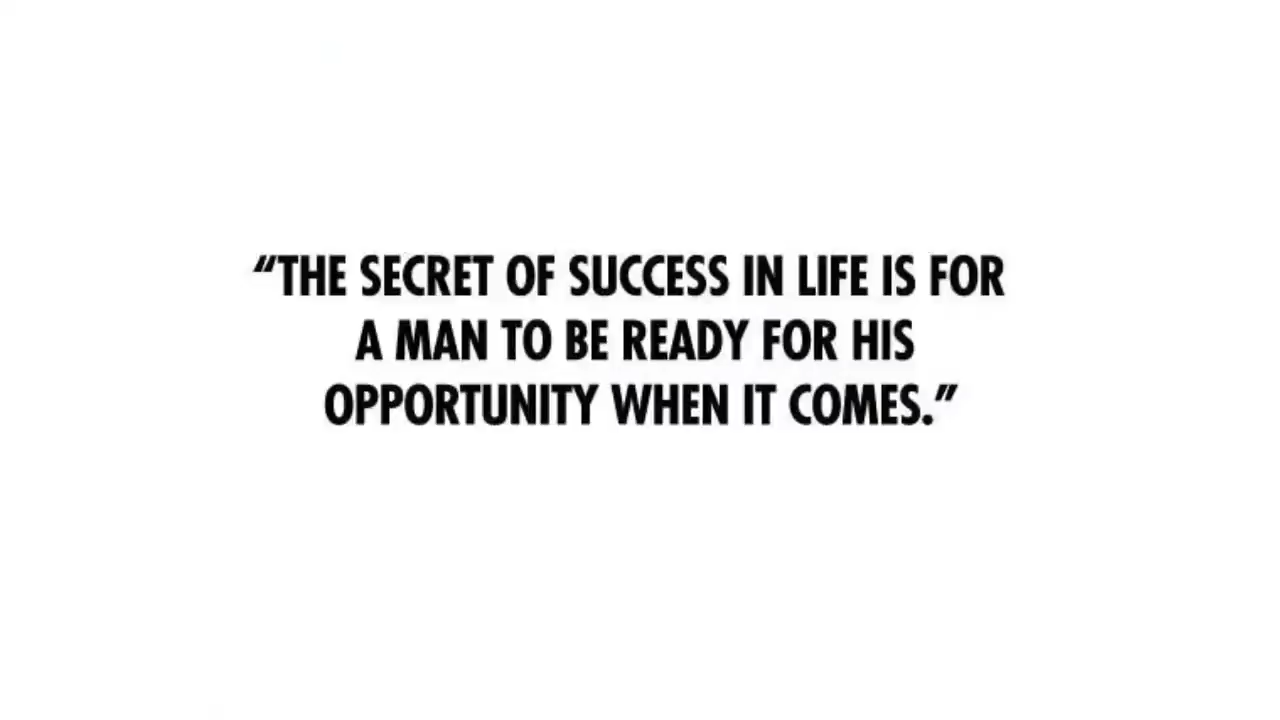 “THE SECRET OF SUCCESS IN LIFE IS FOR
A MAN TO BE READY FOR HIS
OPPORTUNITY WHEN IT COMES.”